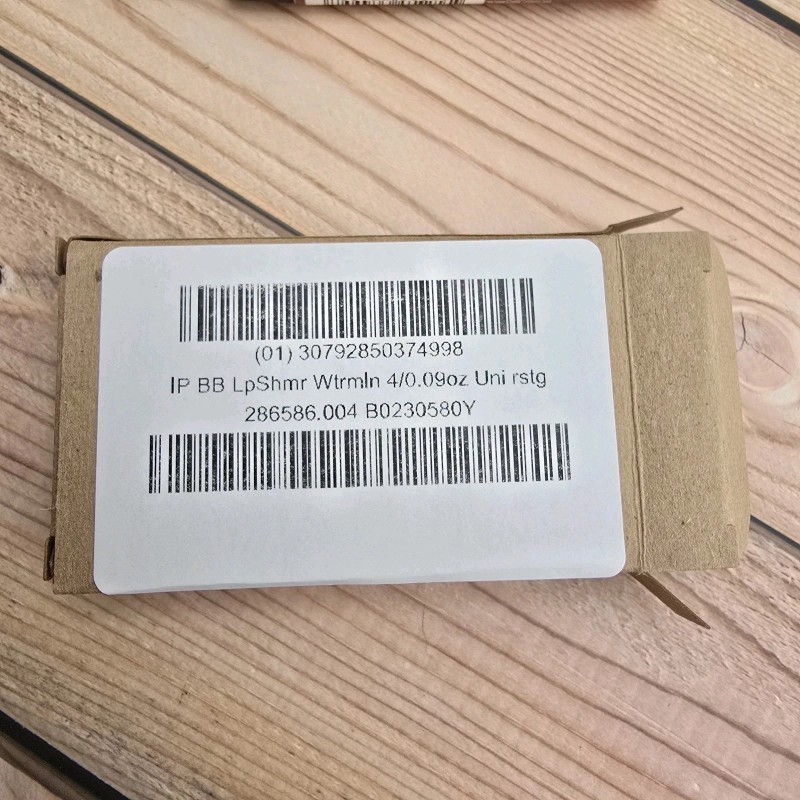 (01) 30792850374998
IP BB LpShmr Wtrmln 4/0.09oz Uni rstg
286586.004 B0230580Y